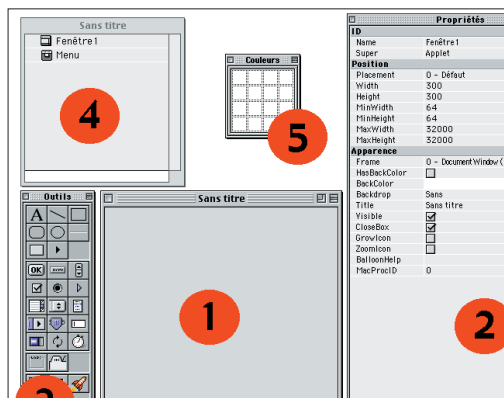 Sans titre
Fenêtre1
Menu
4
Couleurs
5
Propriétés
ID
Name Fenêtre1
Super Applet
Position
Placement 0 - Défaut
Width 300
Height 300
MinWidth 64
MinHeight 64
MaxWidth 32000
MaxHeight 32000
Apparence
Frame 0 - Document Window (
HasBackColor
BackColor
Backdrop Sans
Title Sans titre
Visible
CloseBox
GrowIcon
ZoomIcon
BalloonHelp
MacProcID 0
2
Outils
A
OK
Sans titre
1